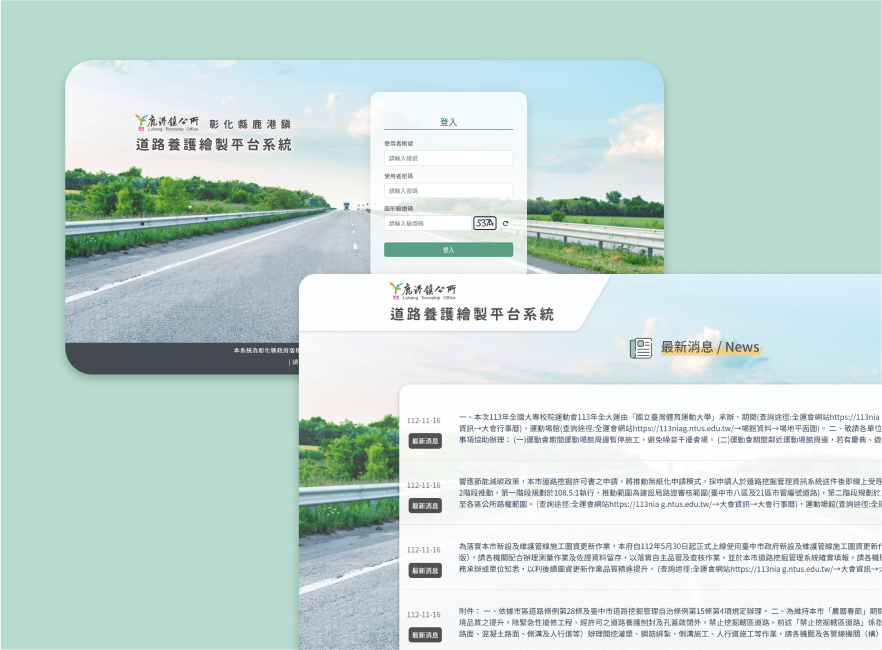 鹿港鎮公所 彰化縣鹿港鎮
Lukang Township Office
道路養護繪製平台系統
登入
使用者帳號
請輸入帳號
使用者密碼
請輸入密碼
圖形驗證碼
請輸入驗證碼
登入
本系統為彰化縣政府版權
| 請
鹿港鎮公所
Lukang Township Office
道路養護繪製平台系統
最新消息 / News
112-11-16
最新消息
一、本次113年全國大專校院運動會113年全大運由「國立臺灣體育運動大學」承辦，期間(查詢途徑:全運會網站https://113nia
資訊→大會行事曆)，運動場館(查詢途徑:全運會網站https://113niag.ntus.edu.tw/→場館資料→場地平面圖)。 二、敬請各單位
事項協助辦理： (一)運動會期間運動場館周邊暫停施工，避免噪音干擾會場。 (二)運動會期間鄰近運動場館周邊，若有慶典、遊
112-11-16
最新消息
響應節能減碳政策，本市道路挖掘許可書之申請，將推動無紙化申請模式，採申請人於道路挖掘管理資訊系統送件後即線上受理
2階段推動，第一階段規劃於108.5.1執行，推動範圍為建設局路證審核範圍(臺中市八區及21區市管編號道路)，第二階段規劃於
至各區公所路權範圍。 (查詢途徑:全運會網站https://113nia g.ntus.edu.tw/→大會資訊→大會行事曆)，運動場館(查詢途徑:全
112-11-16
最新消息
為落實本市新設及維護管線施工圖資更新作業，本府自112年5月30日起正式上線使用臺中市政府新設及維護管線施工圖資更新作
版)，請各機關配合辦理測量作業及佐證資料留存，以落實自主品管及查核作業，並於本市道路挖掘管理系統確實填報，請各機
務承辦或單位知悉，以利後續圖資更新作業品質精進提升。 (查詢途徑:全運會網站https://113nia g.ntus.edu.tw/→大會資訊→大
112-11-16
最新消息
附件： 一、依據市區道路條例第28條及臺中市道路挖掘管理自治條例第15條第4項規定辦理。 二、為維持本市「農曆春節」期
境品質之提升，除緊急性搶修工程、經許可之道路養護刨封及孔蓋啟閉外，禁止挖掘轄區道路。前述「禁止挖掘轄區道路」係指
路面、混凝土路面、側溝及人行道等）辦理開挖灌漿、鋼筋綁紮、側溝施工、人行道施工等作業，請各機關及各管線機關（構）